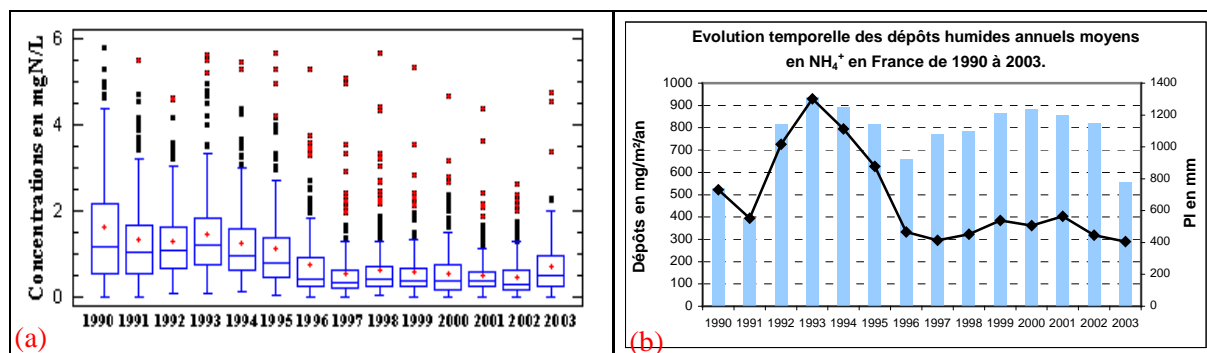 Concentrations en mgN/L
6
4
2
0
1990 1991 1992 1993 1994 1995 1996 1997 1998 1999 2000 2001 2002 2003
(a)
Evolution temporelle des dépôts humides annuels moyens
en NH₄⁺ en France de 1990 à 2003.
Dépôts en mg/m²/an
1000
900
800
700
600
500
400
300
200
100
0
1400
1200
1000
800
600
400
200
0
Pl en mm
1990 1991 1992 1993 1994 1995 1996 1997 1998 1999 2000 2001 2002 2003
(b)